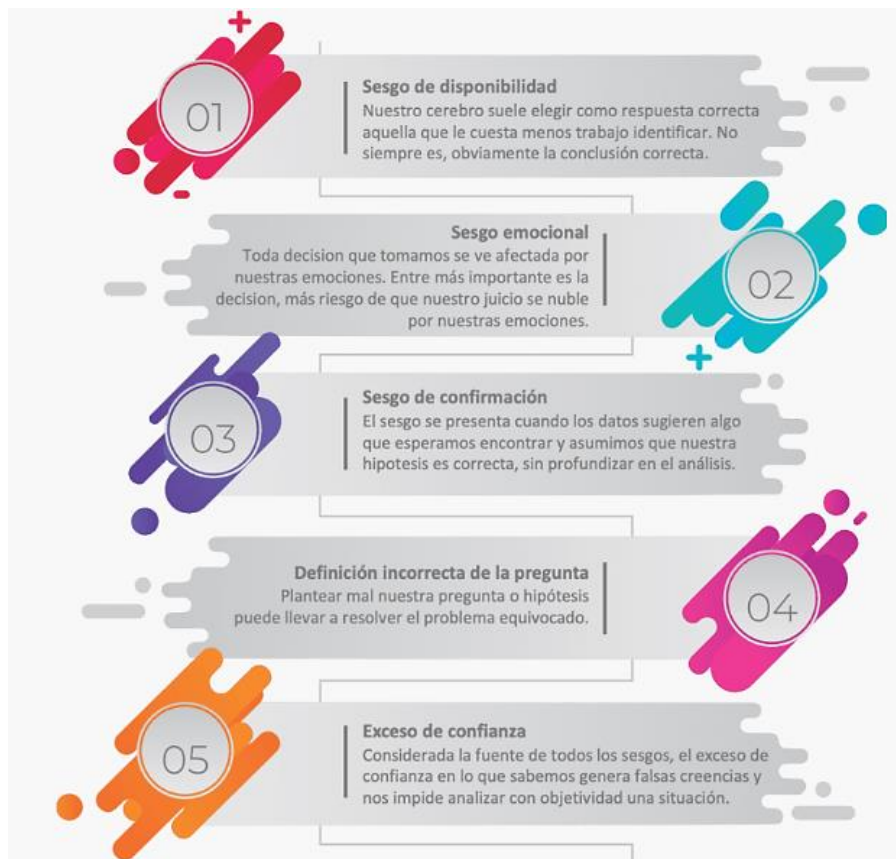 01
Sesgo de disponibilidad
Nuestro cerebro suele elegir como respuesta correcta
aquella que le cuesta menos trabajo identificar. No
siempre es, obviamente la conclusión correcta.
Sesgo emocional
Toda decision que tomamos se ve afectada por
nuestras emociones. Entre más importante es la
decision, más riesgo de que nuestro juicio se nuble
por nuestras emociones.
02
03
Sesgo de confirmación
El sesgo se presenta cuando los datos sugieren algo
que esperamos encontrar y asumimos que nuestra
hipotesis es correcta, sin profundizar en el análisis.
Definición incorrecta de la pregunta
Plantear mal nuestra pregunta o hipótesis
puede llevar a resolver el problema equivocado.
04
05
Exceso de confianza
Considerada la fuente de todos los sesgos, el exceso de
confianza en lo que sabemos genera falsas creencias y
nos impide analizar con objetividad una situación.